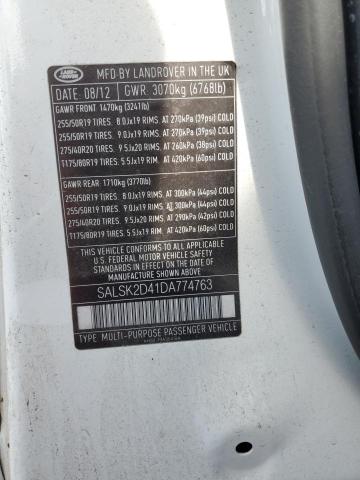 LAND ROVER
MFD BY LANDROVER IN THE UK
DATE: 08/12 GWR: 3070kg (6768lb)
GAWR FRONT 1470kg (3241lb)
255/50R19 TIRES 8.0Jx19 RIMS. AT 270kPa (39psi) COLD
255/50R19 TIRES. 9.0Jx19 RIMS. AT 270kPa (39psi) COLD
275/40R20 TIRES. 9.5Jx20 RIMS. AT 260kPa (38psi) COLD
T175/80R19 TIRES. 5.5Jx19 RIM. AT 420kPa (60psi) COLD
GAWR REAR: 1710kg (3770lb)
255/50R19 TIRES 8.0Jx19 RIMS AT 300kPa (44psi) COLD
255/50R19 TIRES. 9.0Jx19 RIMS. AT 300kPa (44psi) COLD
275/40R20 TIRES. 9.5Jx20 RIMS. AT 290kPa (42psi) COLD
T175/80R19 TIRES. 5.5Jx19 RIM. AT 420kPa (60psi) COLD
THIS VEHICLE CONFORMS TO ALL APPLICABLE
U. S. FEDERAL MOTOR VEHICLE SAFETY STANDARDS
IN EFFECT ON THE DATE OF MANUFACTURE SHOWN ABOVE
SALSK2D41DA774763
TYPE: MULTI-PURPOSE PASSENGER VEHICLE